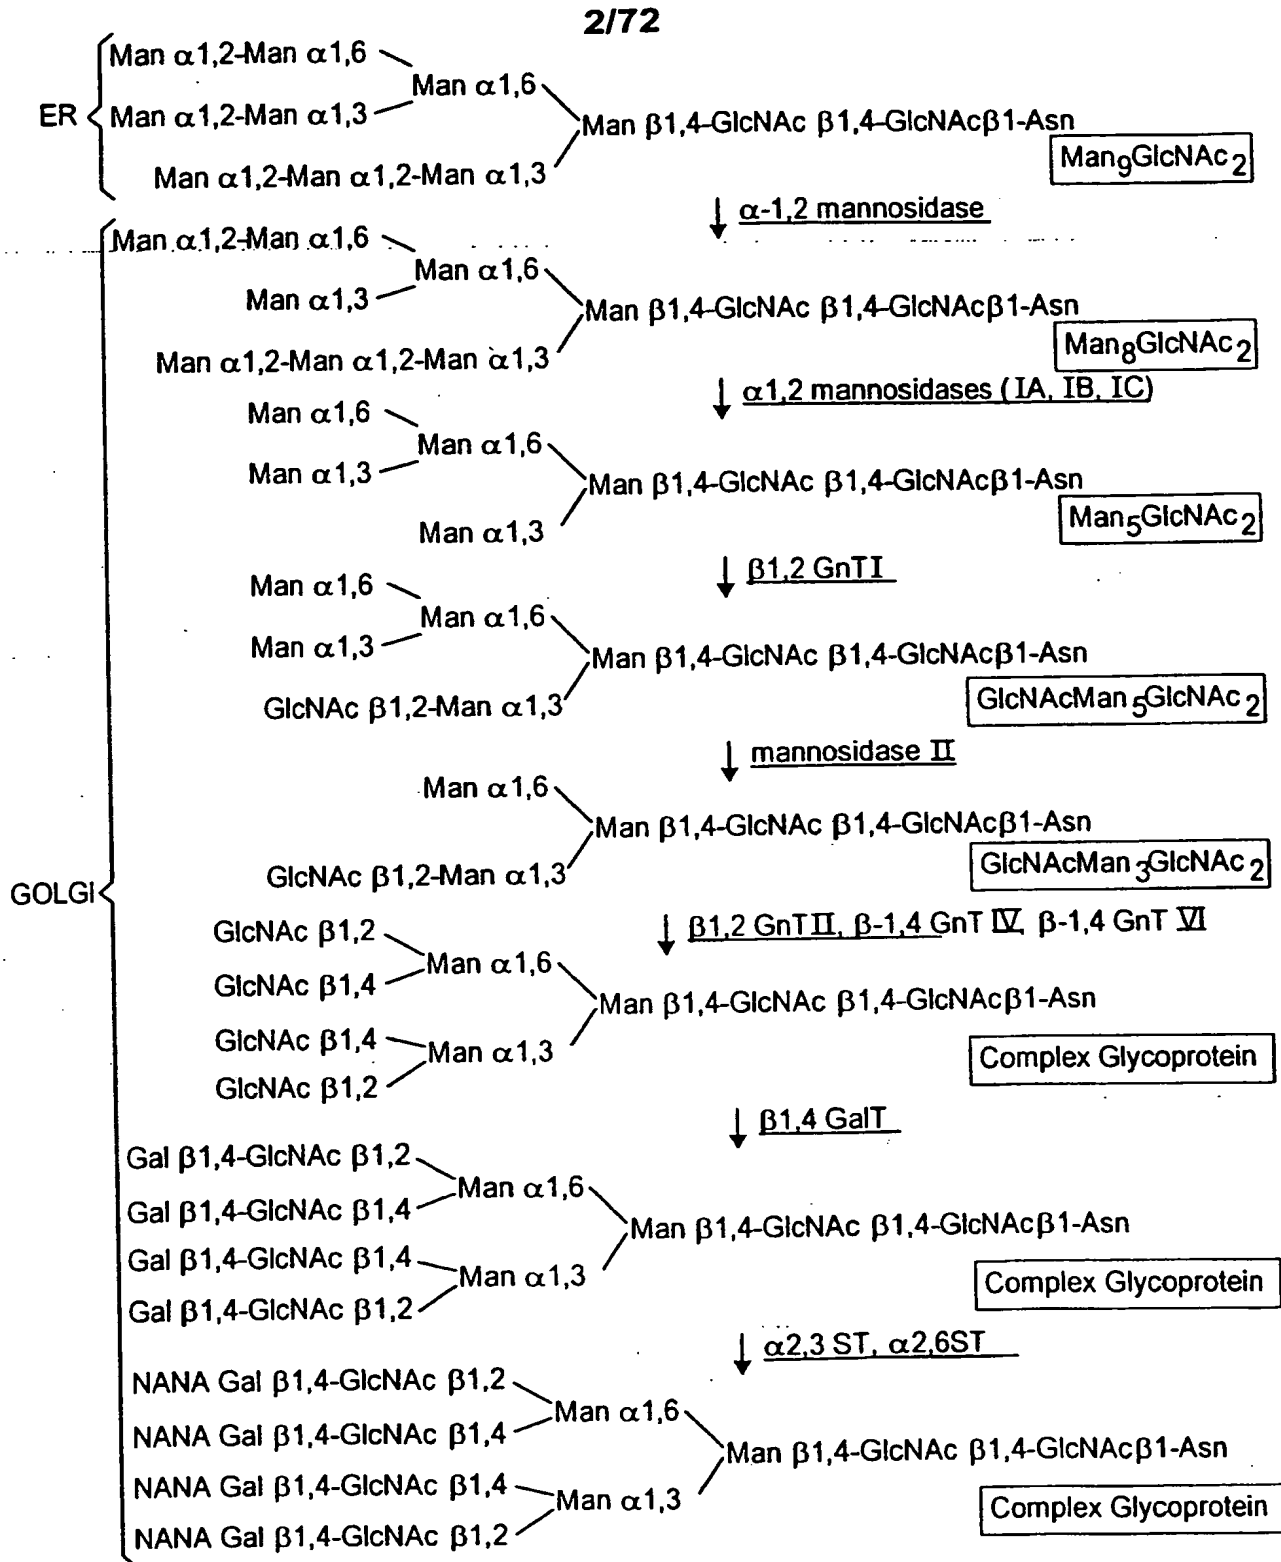 2/72
Man α1,2-Man α1,6
Man α1,6
ER
Man α1,2-Man α1,3
Man β1,4-GlcNAc β1,4-GlcNAcβ1-Asn
Man α1,2-Man α1,2-Man α1,3
Man9GlcNAc2
↓ α-1,2 mannosidase
Man α1,2-Man α1,6
Man α1,6
Man α1,3
Man β1,4-GlcNAc β1,4-GlcNAcβ1-Asn
Man α1,2-Man α1,2-Man α1,3
Man8GlcNAc2
↓ α1,2 mannosidases (IA, IB, IC)
Man α1,6
Man α1,6
Man α1,3
Man β1,4-GlcNAc β1,4-GlcNAcβ1-Asn
Man α1,3
Man5GlcNAc2
↓ β1,2 GnTI
Man α1,6
Man α1,6
Man α1,3
Man β1,4-GlcNAc β1,4-GlcNAcβ1-Asn
GlcNAc β1,2-Man α1,3
GlcNAcMan5GlcNAc2
↓ mannosidase II
Man α1,6
Man β1,4-GlcNAc β1,4-GlcNAcβ1-Asn
GlcNAc β1,2-Man α1,3
GlcNAcMan3GlcNAc2
GOLGI
↓ β1,2 GnTII, β-1,4 GnT IV, β-1,4 GnT VI
GlcNAc β1,2
Man α1,6
GlcNAc β1,4
Man β1,4-GlcNAc β1,4-GlcNAcβ1-Asn
GlcNAc β1,4
Man α1,3
GlcNAc β1,2
Complex Glycoprotein
↓ β1,4 GalT
Gal β1,4-GlcNAc β1,2
Man α1,6
Gal β1,4-GlcNAc β1,4
Man β1,4-GlcNAc β1,4-GlcNAcβ1-Asn
Gal β1,4-GlcNAc β1,4
Man α1,3
Gal β1,4-GlcNAc β1,2
Complex Glycoprotein
↓ α2,3 ST, α2,6ST
NANA Gal β1,4-GlcNAc β1,2
Man α1,6
NANA Gal β1,4-GlcNAc β1,4
Man β1,4-GlcNAc β1,4-GlcNAcβ1-Asn
NANA Gal β1,4-GlcNAc β1,4
Man α1,3
NANA Gal β1,4-GlcNAc β1,2
Complex Glycoprotein